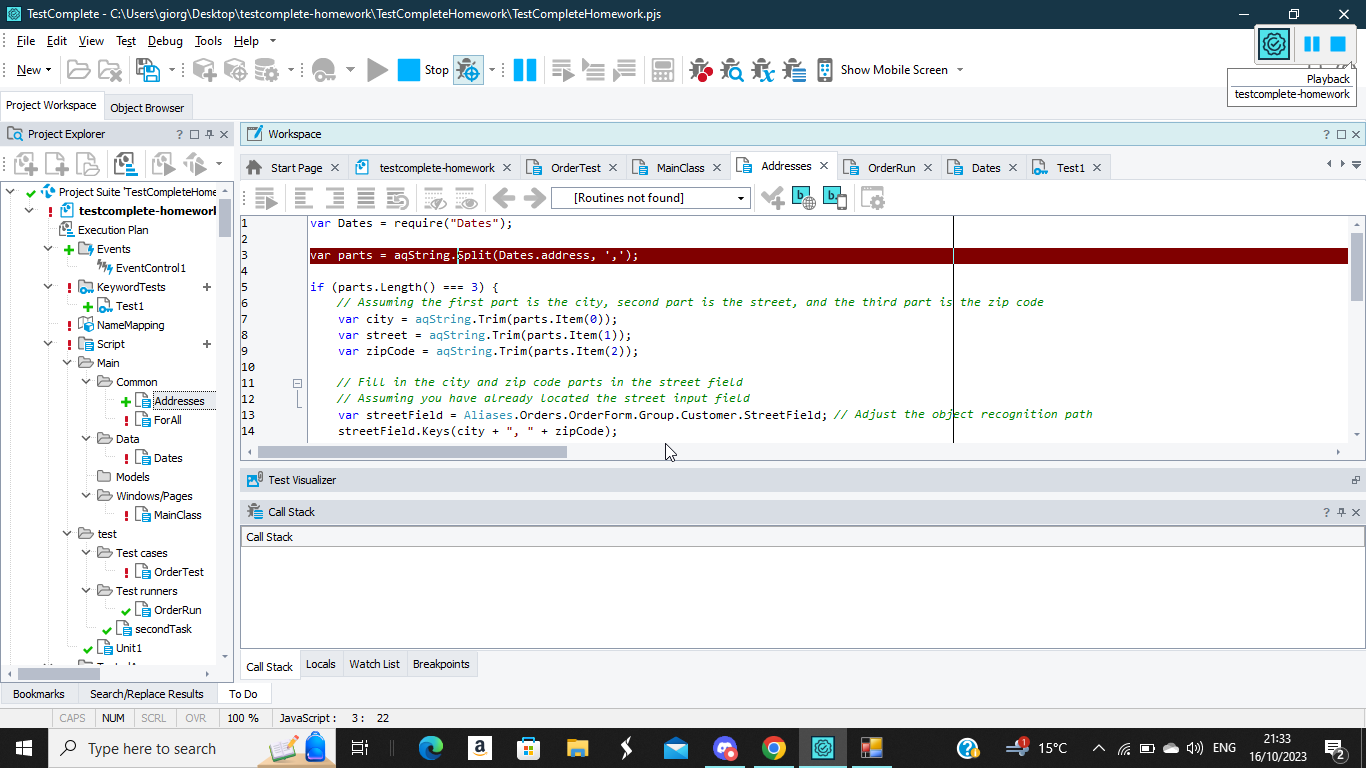 TestComplete - C:\Users\giorg\Desktop\testcomplete-homework\TestCompleteHomework\TestCompleteHomework.pjs
File Edit View Test Debug Tools Help
New Stop Show Mobile Screen
Playback
testcomplete-homework
Project Workspace Object Browser
Project Explorer ?
Workspace ?
Start Page testcomplete-homework OrderTest MainClass Addresses OrderRun Dates Test1
[Routines not found]
Project Suite 'TestCompleteHome
testcomplete-homework
Execution Plan
Events
EventControl1
KeywordTests
Test1
NameMapping
Script
Main
Common
Addresses
ForAll
Data
Dates
Models
Windows/Pages
MainClass
test
Test cases
OrderTest
Test runners
OrderRun
secondTask
Unit1
1 var Dates = require("Dates");
2
3 var parts = aqString.Split(Dates.address, ',');
4
5 if (parts.Length() === 3) {
6 // Assuming the first part is the city, second part is the street, and the third part is the zip code
7 var city = aqString.Trim(parts.Item(0));
8 var street = aqString.Trim(parts.Item(1));
9 var zipCode = aqString.Trim(parts.Item(2));
10
11 // Fill in the city and zip code parts in the street field
12 // Assuming you have already located the street input field
13 var streetField = Aliases.Orders.OrderForm.Group.Customer.StreetField; // Adjust the object recognition path
14 streetField.Keys(city + ", " + zipCode);
Test Visualizer
Call Stack ?
Call Stack
Call Stack Locals Watch List Breakpoints
Bookmarks Search/Replace Results To Do
CAPS NUM SCRL OVR 100 % JavaScript : 3 : 22
Type here to search
15°C ENG
21:33
16/10/2023
2